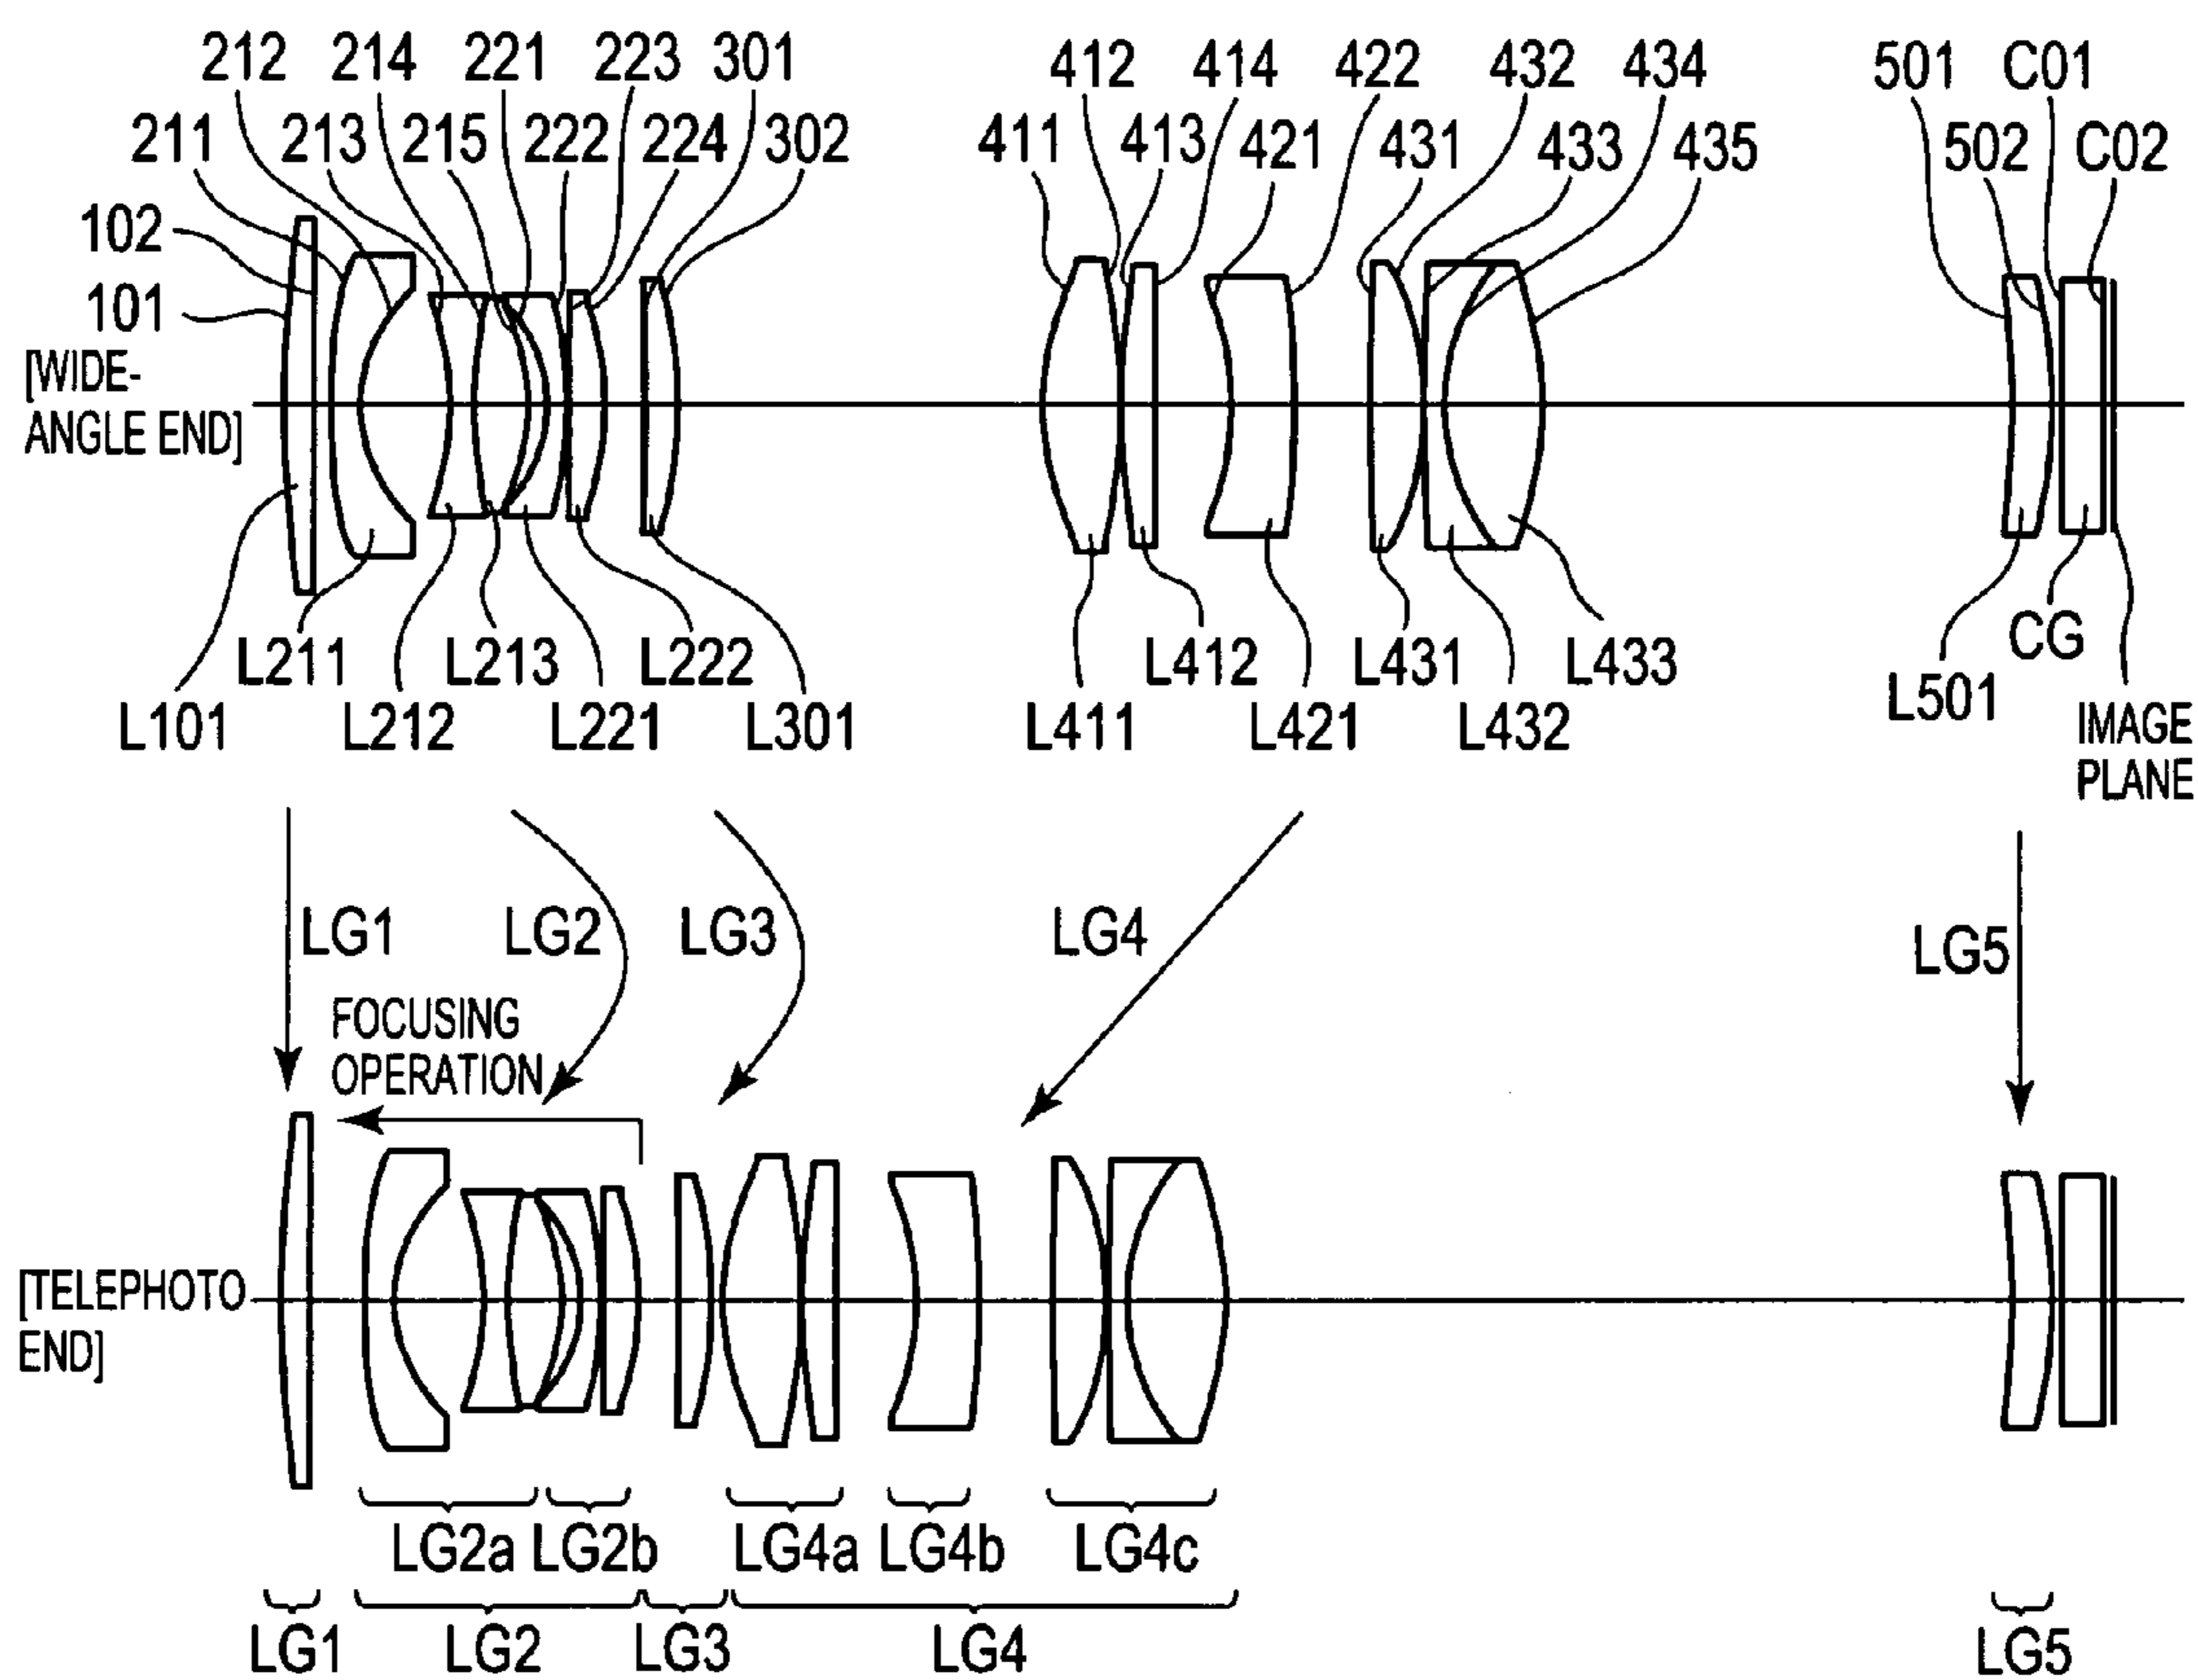 212 214 221 223 301 412 414 422 432 434 501 C01
211 213 215 222 224 302 411 413 421 431 433 435 502 C02
102
101
[WIDE-
ANGLE END]
L211 L213 L222 L412 L431 L433 CG
L101 L212 L221 L301 L411 L421 L432 L501
IMAGE
PLANE
LG1 LG2 LG3 LG4 LG5
FOCUSING
OPERATION
[TELEPHOTO
END]
LG2a LG2b LG4a LG4b LG4c
LG1 LG2 LG3 LG4 LG5